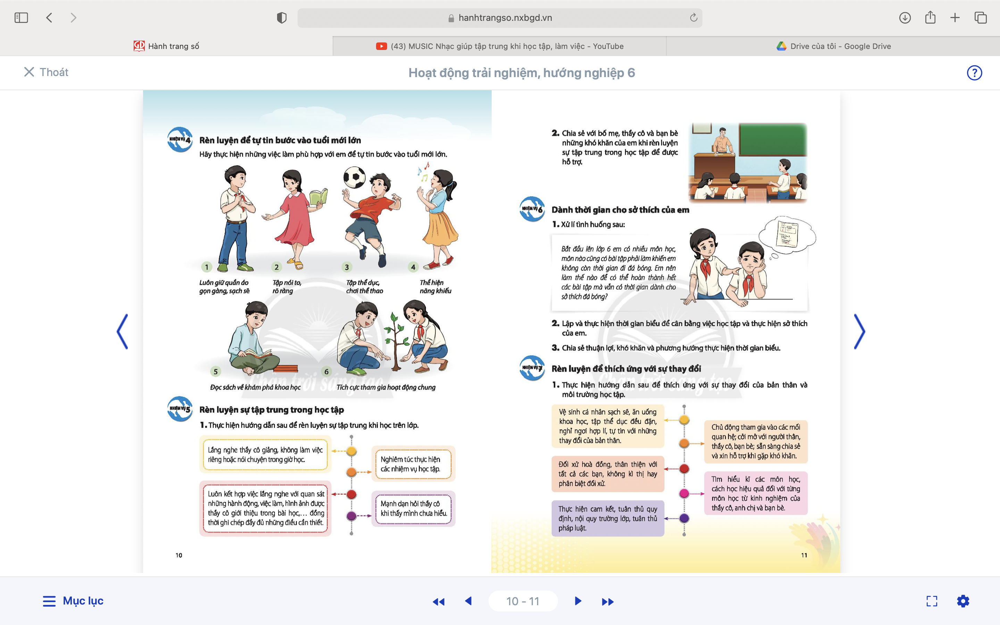 hanhtrangso.nxbgd.vn
Hành trang số
(43) MUSIC Nhạc giúp tập trung khi học tập, làm việc - YouTube
Drive của tôi - Google Drive
Thoát
Hoạt động trải nghiệm, hướng nghiệp 6
?
NHIỆM VỤ 4
Rèn luyện để tự tin bước vào tuổi mới lớn
Hãy thực hiện những việc làm phù hợp với em để tự tin bước vào tuổi mới lớn.
1
2
3
4
Luôn giữ quần áo
gọn gàng, sạch sẽ
Tập nói to,
rõ ràng
Tập thể dục,
chơi thể thao
Thể hiện
năng khiếu
5
6
Chân trời sáng tạo
Đọc sách về khám phá khoa học
Tích cực tham gia hoạt động chung
NHIỆM VỤ 5
Rèn luyện sự tập trung trong học tập
1. Thực hiện hướng dẫn sau để rèn luyện sự tập trung khi học trên lớp.
Lắng nghe thầy cô giảng, không làm việc
riêng hoặc nói chuyện trong giờ học.
Nghiêm túc thực hiện
các nhiệm vụ học tập.
Luôn kết hợp việc lắng nghe với quan sát
những hành động, việc làm, hình ảnh được
thầy cô giới thiệu trong bài học,... đồng
thời ghi chép đầy đủ những điều cần thiết.
Mạnh dạn hỏi thầy cô
khi thấy mình chưa hiểu.
10
2. Chia sẻ với bố mẹ, thầy cô và bạn bè
những khó khăn của em khi rèn luyện
sự tập trung trong học tập để được
hỗ trợ.
NHIỆM VỤ 6
Dành thời gian cho sở thích của em
1. Xử lí tình huống sau:
Bắt đầu lên lớp 6 em có nhiều môn học,
môn nào cũng có bài tập phải làm khiến em
không còn thời gian đi đá bóng. Em nên
làm thế nào để có thể hoàn thành hết
các bài tập mà vẫn có thời gian dành cho
sở thích đá bóng?
2. Lập và thực hiện thời gian biểu để cân bằng việc học tập và thực hiện sở thích
của em.
3. Chia sẻ thuận lợi, khó khăn và phương hướng thực hiện thời gian biểu.
NHIỆM VỤ 7
Rèn luyện để thích ứng với sự thay đổi
Chân trời sáng tạo
1. Thực hiện hướng dẫn sau để thích ứng với sự thay đổi của bản thân và
môi trường học tập.
Vệ sinh cá nhân sạch sẽ, ăn uống
khoa học, tập thể dục đều đặn,
nghỉ ngơi hợp lí, tự tin với những
thay đổi của bản thân.
Chủ động tham gia vào các mối
quan hệ; cởi mở với người thân,
thầy cô, bạn bè; sẵn sàng chia sẻ
và xin hỗ trợ khi gặp khó khăn.
Đối xử hoà đồng, thân thiện với
tất cả các bạn, không kì thị hay
phân biệt đối xử.
Tìm hiểu kĩ các môn học,
cách học hiệu quả đối với từng
môn học từ kinh nghiệm của
thầy cô, anh chị và bạn bè.
Thực hiện cam kết, tuân thủ quy
định, nội quy trường lớp, tuân thủ
pháp luật.
11
Mục lục
10 - 11